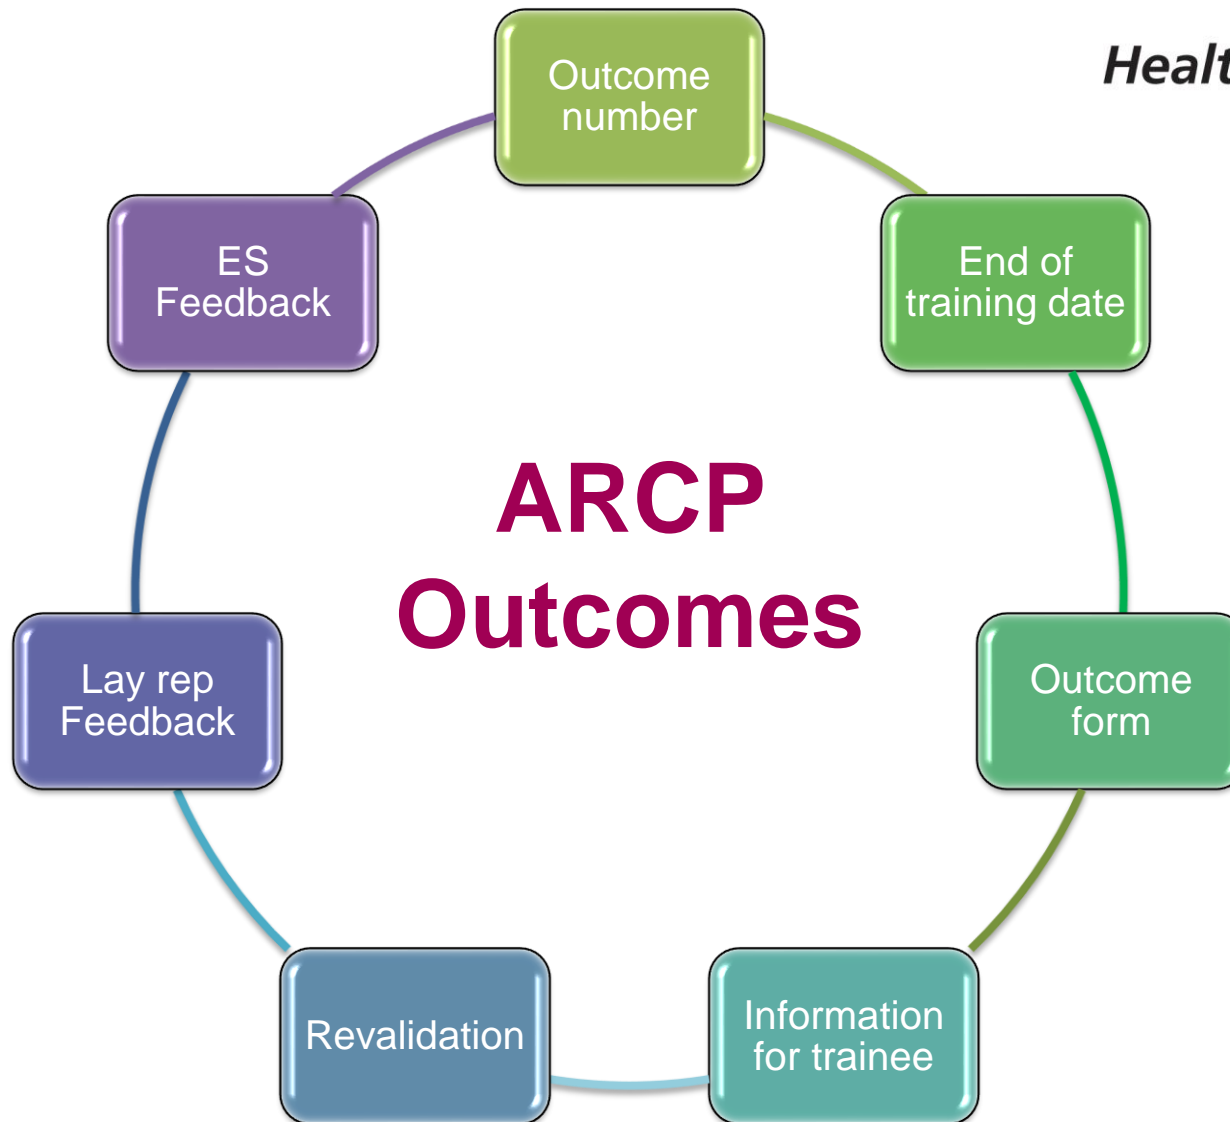 Outcome
number
Healt
ES
Feedback
End of
training date
ARCP
Outcomes
Lay rep
Feedback
Outcome
form
Revalidation
Information
for trainee